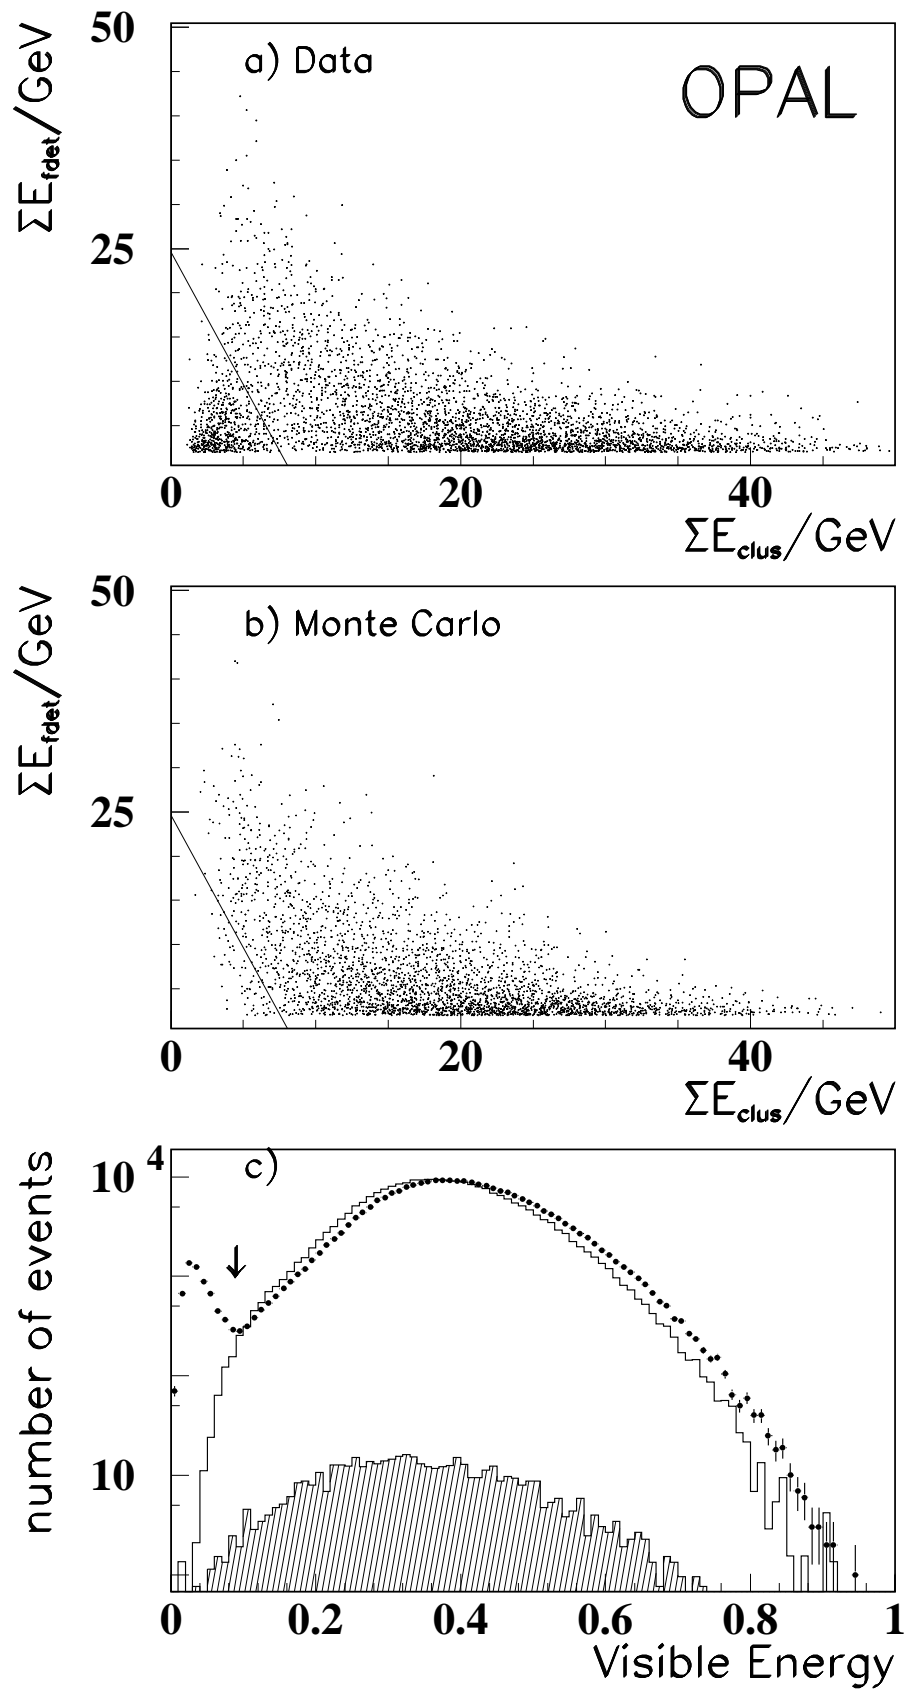 50
a) Data
OPAL
ΣE_fdet/GeV
25
0 20 40
ΣE_clus/GeV
50
b) Monte Carlo
ΣE_fdet/GeV
25
0 20 40
ΣE_clus/GeV
10^4
c)
number of events
10
0 0.2 0.4 0.6 0.8 1
Visible Energy